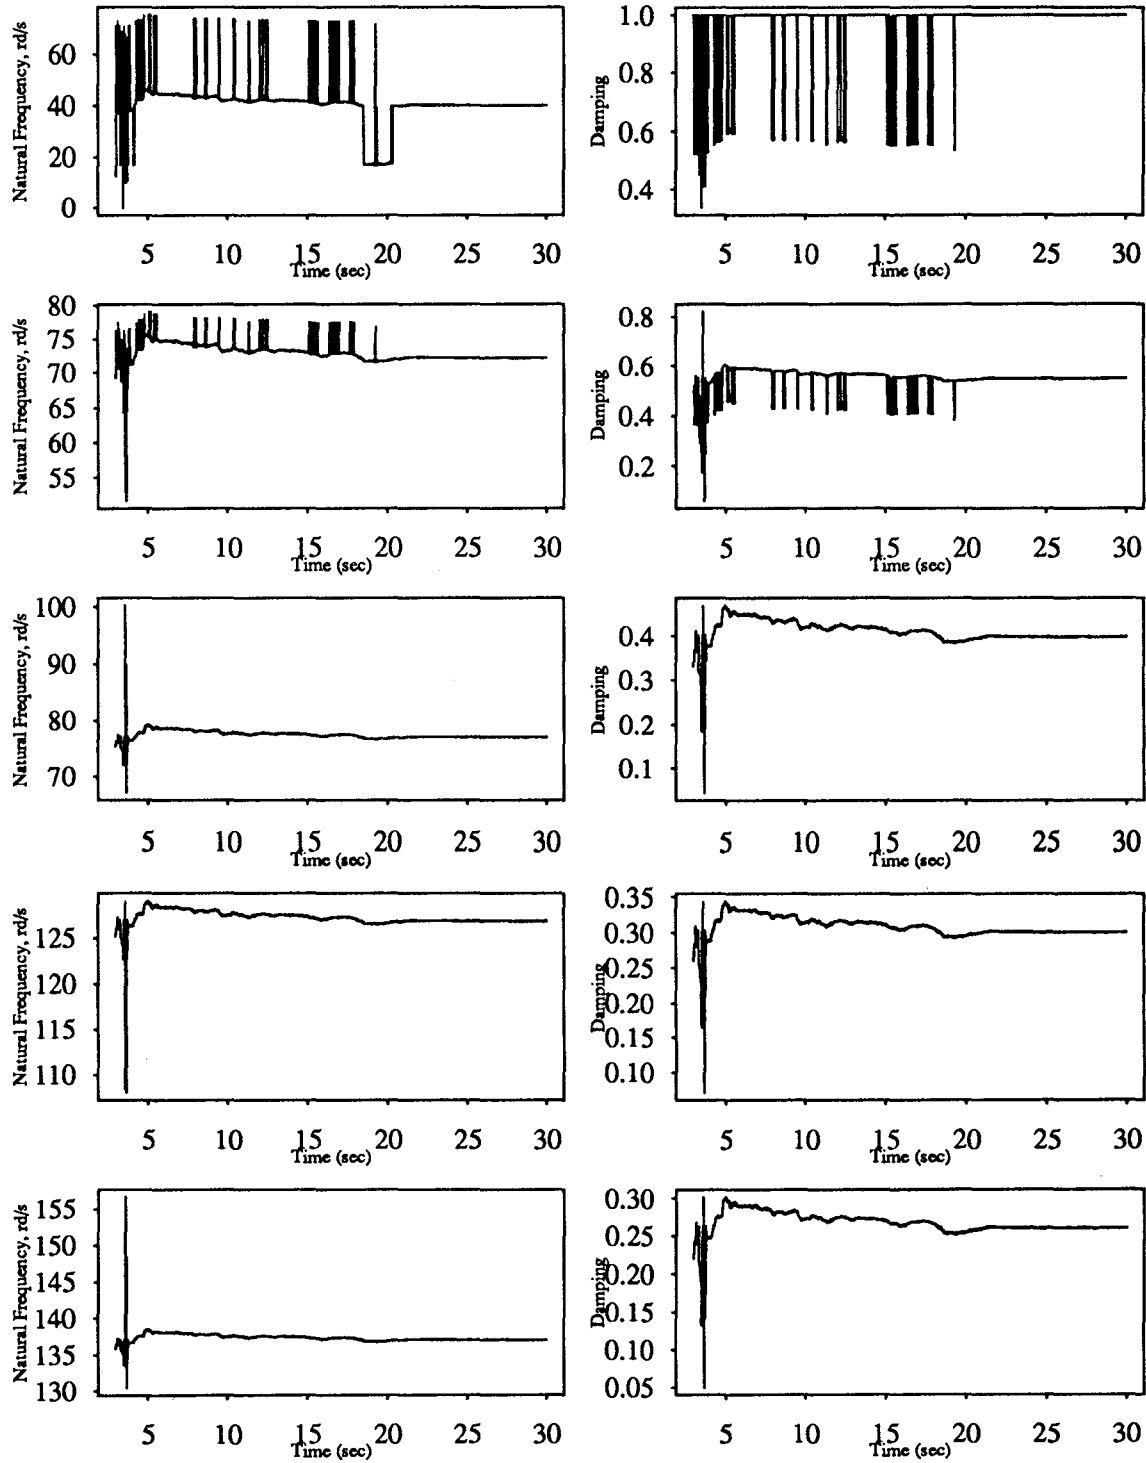 Natural Frequency, rd/s
60
40
20
0
5 10 15 20 25 30
Time (sec)
Damping
1.0
0.8
0.6
0.4
5 10 15 20 25 30
Time (sec)
Natural Frequency, rd/s
80
75
70
65
60
55
5 10 15 20 25 30
Time (sec)
Damping
0.8
0.6
0.4
0.2
5 10 15 20 25 30
Time (sec)
Natural Frequency, rd/s
100
90
80
70
5 10 15 20 25 30
Time (sec)
Damping
0.4
0.3
0.2
0.1
5 10 15 20 25 30
Time (sec)
Natural Frequency, rd/s
125
120
115
110
5 10 15 20 25 30
Time (sec)
Damping
0.35
0.30
0.25
0.20
0.15
0.10
5 10 15 20 25 30
Time (sec)
Natural Frequency, rd/s
155
150
145
140
135
130
5 10 15 20 25 30
Time (sec)
Damping
0.30
0.25
0.20
0.15
0.10
0.05
5 10 15 20 25 30
Time (sec)